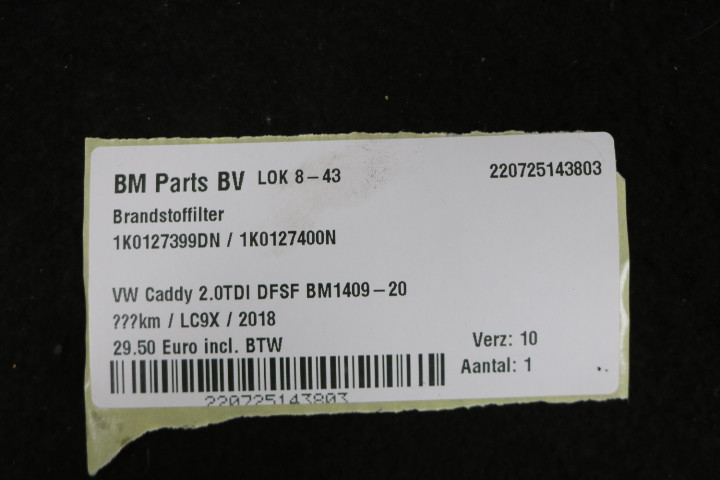 BM Parts BV LOK 8-43 220725143803
Brandstoffilter
1K0127399DN / 1K0127400N
VW Caddy 2.0TDI DFSF BM1409-20
???km / LC9X / 2018
29.50 Euro incl. BTW
Verz: 10
Aantal: 1
220725143803